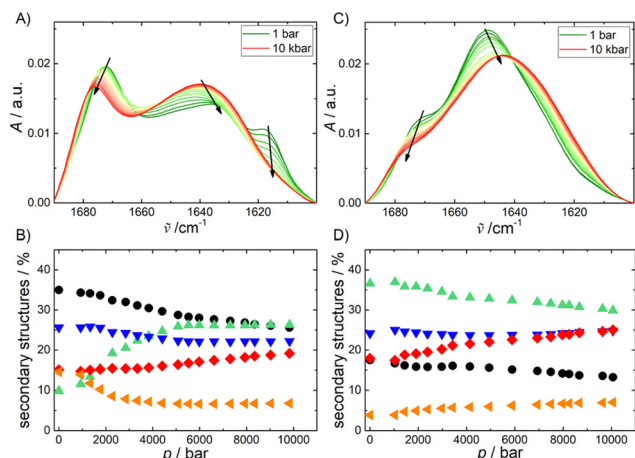 A)
1 bar
10 kbar
0.02
0.01
0.00
A / a.u.
1680 1660 1640 1620
ν̃ /cm⁻¹
C)
1 bar
10 kbar
0.02
0.01
0.00
A / a.u.
1680 1660 1640 1620
ν̃ /cm⁻¹
B)
40
30
20
10
0
secondary structures / %
0 2000 4000 6000 8000 10000
p / bar
D)
40
30
20
10
0
secondary structures / %
0 2000 4000 6000 8000 10000
p / bar